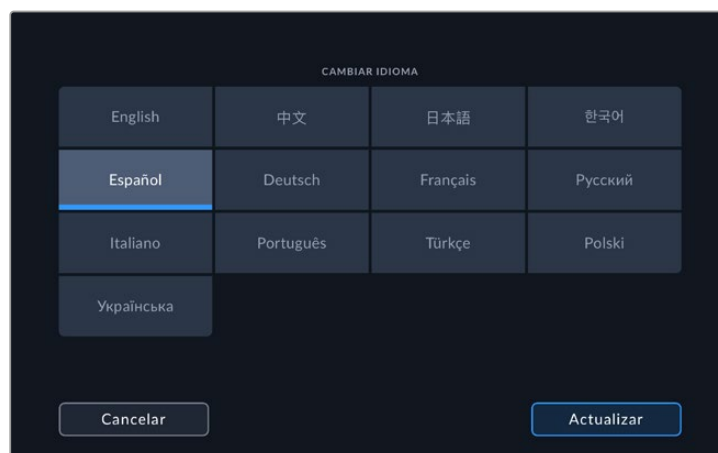 CAMBIAR IDIOMA
English 中文 日本語 한국어
Español Deutsch Français Русский
Italiano Português Türkçe Polski
Українська
Cancelar Actualizar